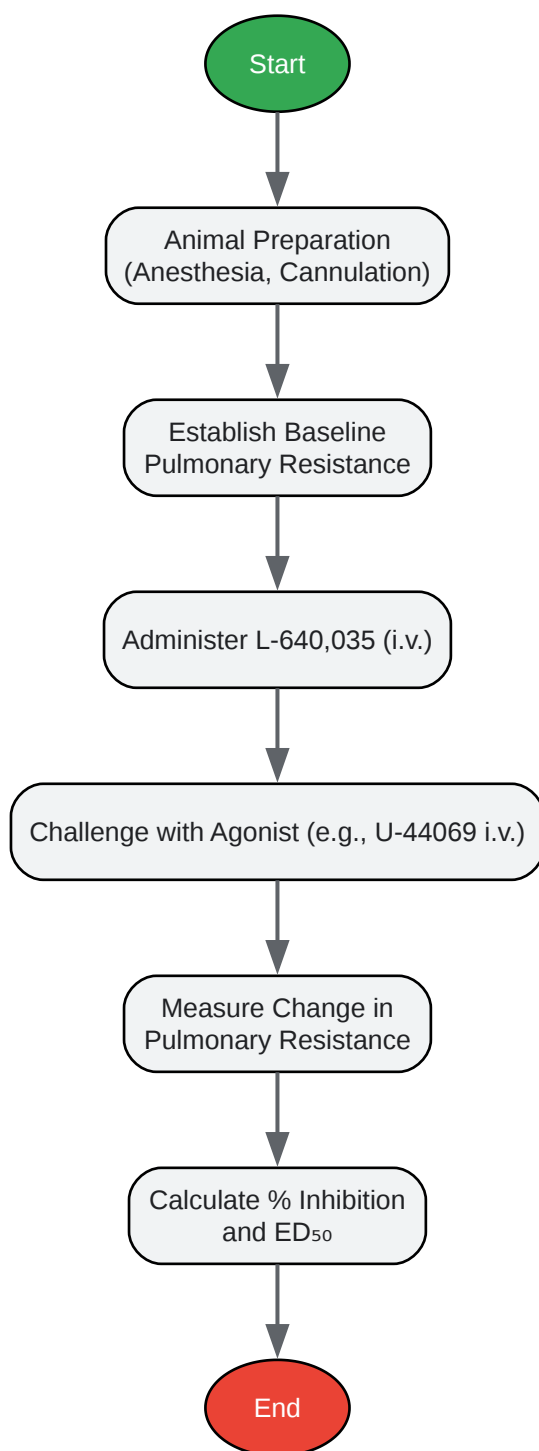 Start
Animal Preparation
(Anesthesia, Cannulation)
Establish Baseline
Pulmonary Resistance
Administer L-640,035 (i.v.)
Challenge with Agonist (e.g., U-44069 i.v.)
Measure Change in
Pulmonary Resistance
Calculate % Inhibition
and ED₅₀
End